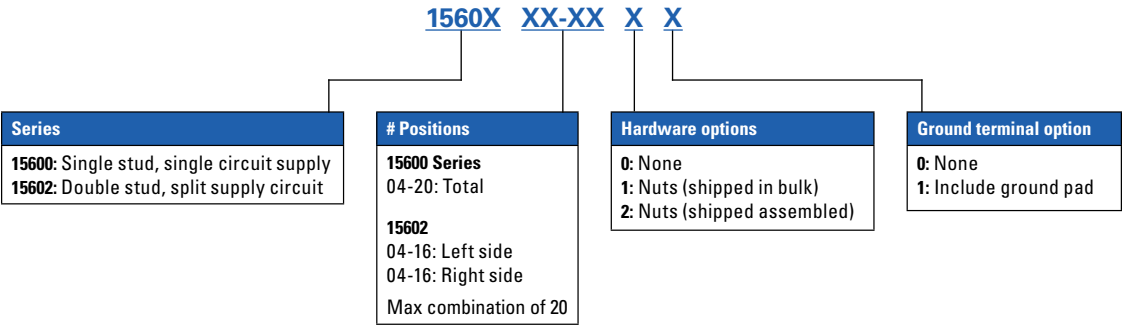 1560X XX-XX X X
Series
15600: Single stud, single circuit supply
15602: Double stud, split supply circuit
# Positions
15600 Series
04-20: Total
15602
04-16: Left side
04-16: Right side
Max combination of 20
Hardware options
0: None
1: Nuts (shipped in bulk)
2: Nuts (shipped assembled)
Ground terminal option
0: None
1: Include ground pad